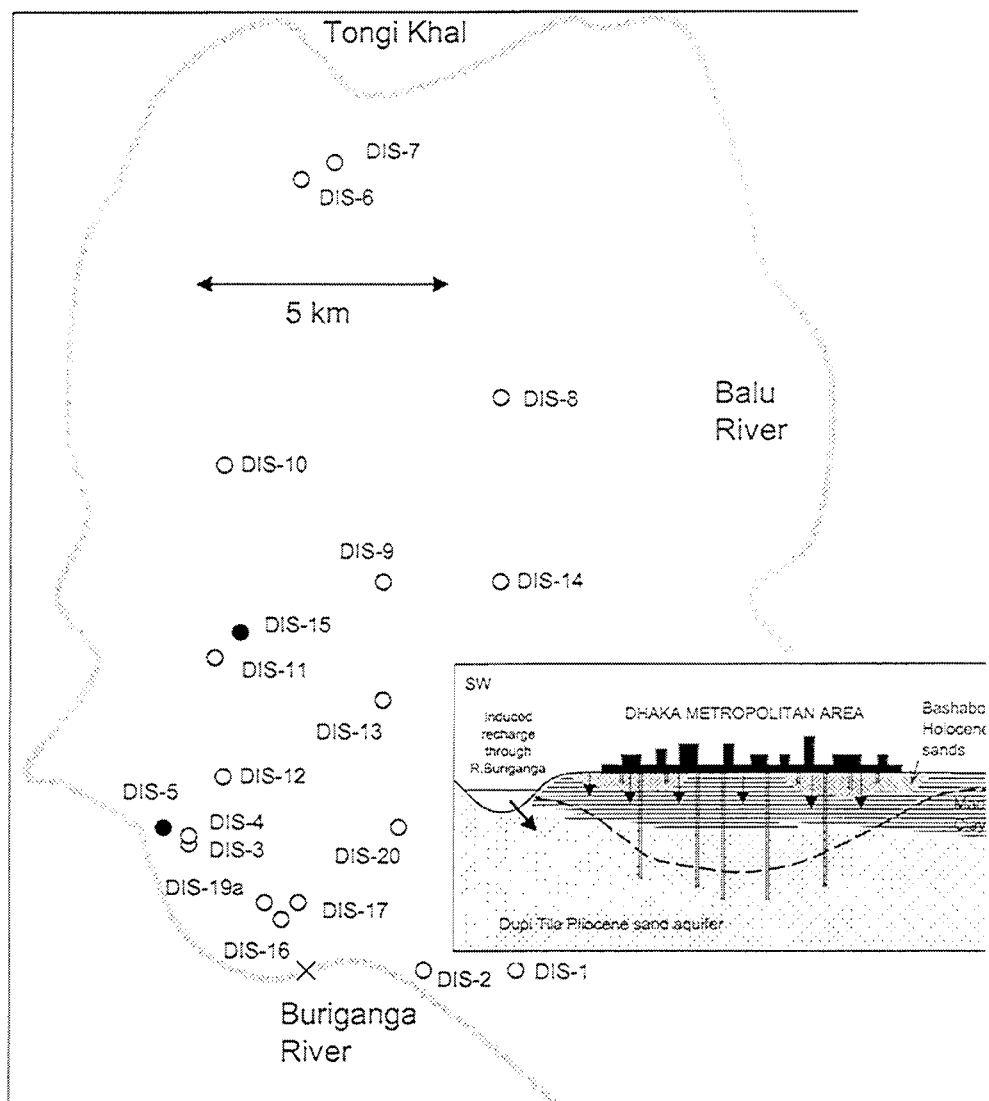 Tongi Khal
DIS-7
DIS-6
5 km
DIS-8
Balu
River
DIS-10
DIS-9
DIS-14
DIS-15
DIS-11
DIS-13
DIS-12
DIS-5
DIS-4
DIS-3
DIS-20
DIS-19a
DIS-17
DIS-16
DIS-2
DIS-1
Buriganga
River
SW
Induced
recharge
through
R.Buriganga
DHAKA METROPOLITAN AREA
Bashabo
Holocene
sands
Dupi Tila Pliocene sand aquifer